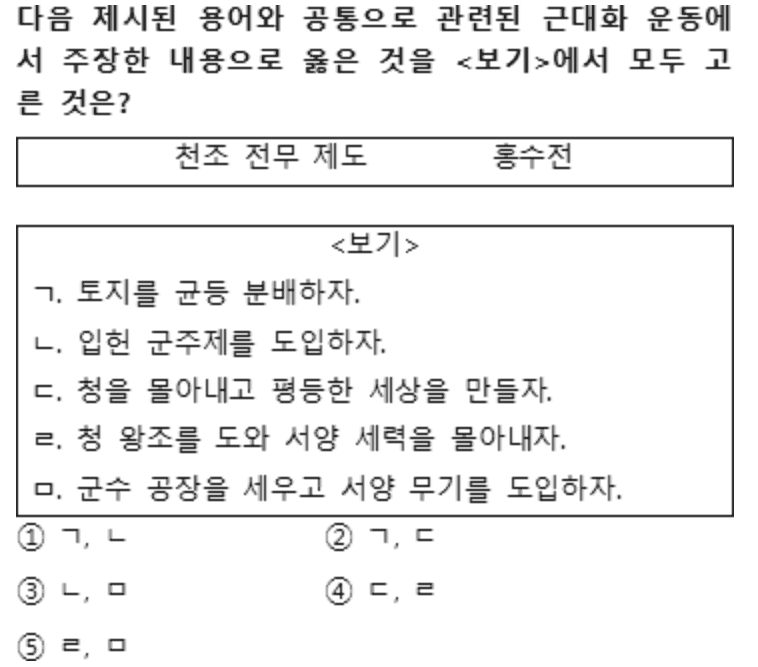 다음 제시된 용어와 공통으로 관련된 근대화 운동에
서 주장한 내용으로 옳은 것을 <보기>에서 모두 고
른 것은?
천조 전무 제도 홍수전
<보기>
ㄱ. 토지를 균등 분배하자.
ㄴ. 입헌 군주제를 도입하자.
ㄷ. 청을 몰아내고 평등한 세상을 만들자.
ㄹ. 청 왕조를 도와 서양 세력을 몰아내자.
ㅁ. 군수 공장을 세우고 서양 무기를 도입하자.
① ㄱ, ㄴ ② ㄱ, ㄷ
③ ㄴ, ㅁ ④ ㄷ, ㄹ
⑤ ㄹ, ㅁ